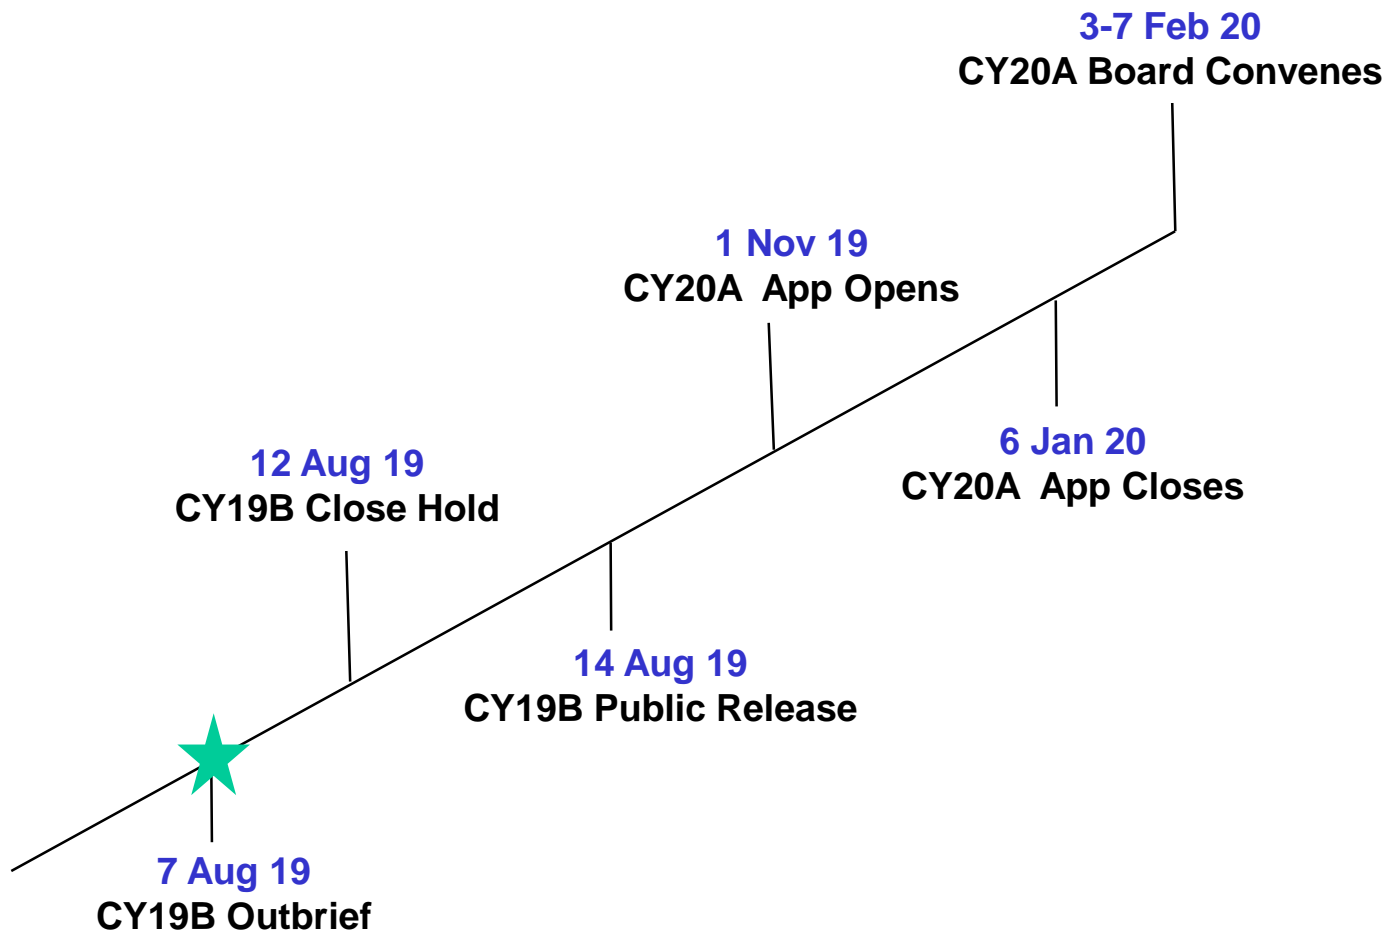 3-7 Feb 20
CY20A Board Convenes
1 Nov 19
CY20A  App Opens
6 Jan 20
CY20A  App Closes
12 Aug 19
CY19B Close Hold
14 Aug 19
CY19B Public Release
7 Aug 19
CY19B Outbrief